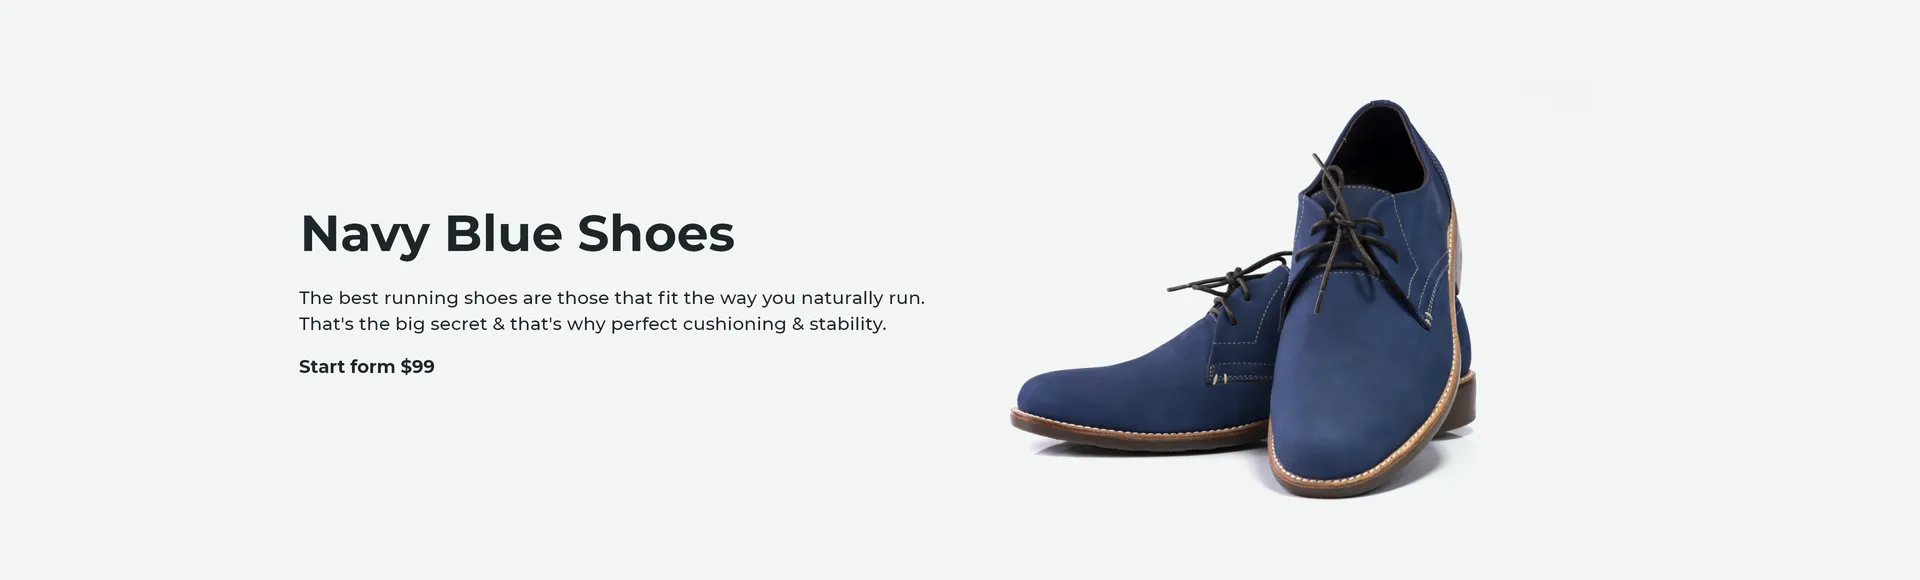 Navy Blue Shoes
The best running shoes are those that fit the way you naturally run.
That's the big secret & that's why perfect cushioning & stability.
Start form $99